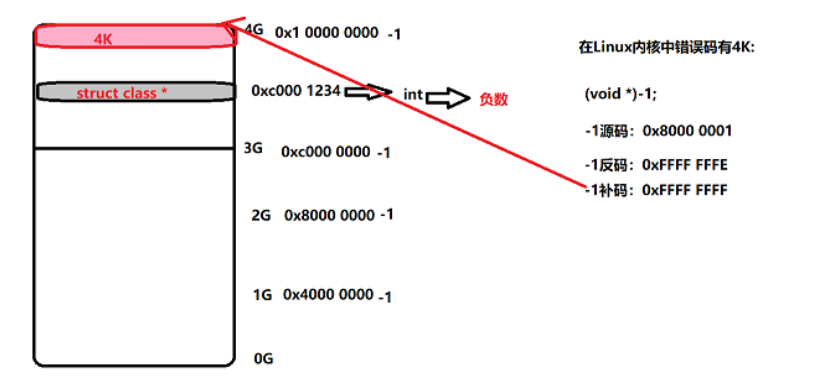 4K
4G 0x1 0000 0000 -1
在Linux内核中错误码有4K:
struct class *
0xc000 1234
int
负数
(void *)-1;
-1源码：0x8000 0001
3G 0xc000 0000 -1
-1反码：0xFFFF FFFE
-1补码：0xFFFF FFFF
2G 0x8000 0000 -1
1G 0x4000 0000 -1
0G